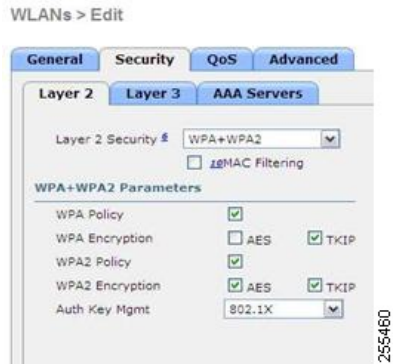 WLANs > Edit
General Security QoS Advanced
Layer 2 Layer 3 AAA Servers
Layer 2 Security 6 WPA+WPA2
10MAC Filtering
WPA+WPA2 Parameters
WPA Policy
WPA Encryption AES TKIP
WPA2 Policy
WPA2 Encryption AES TKIP
Auth Key Mgmt 802.1X
255460